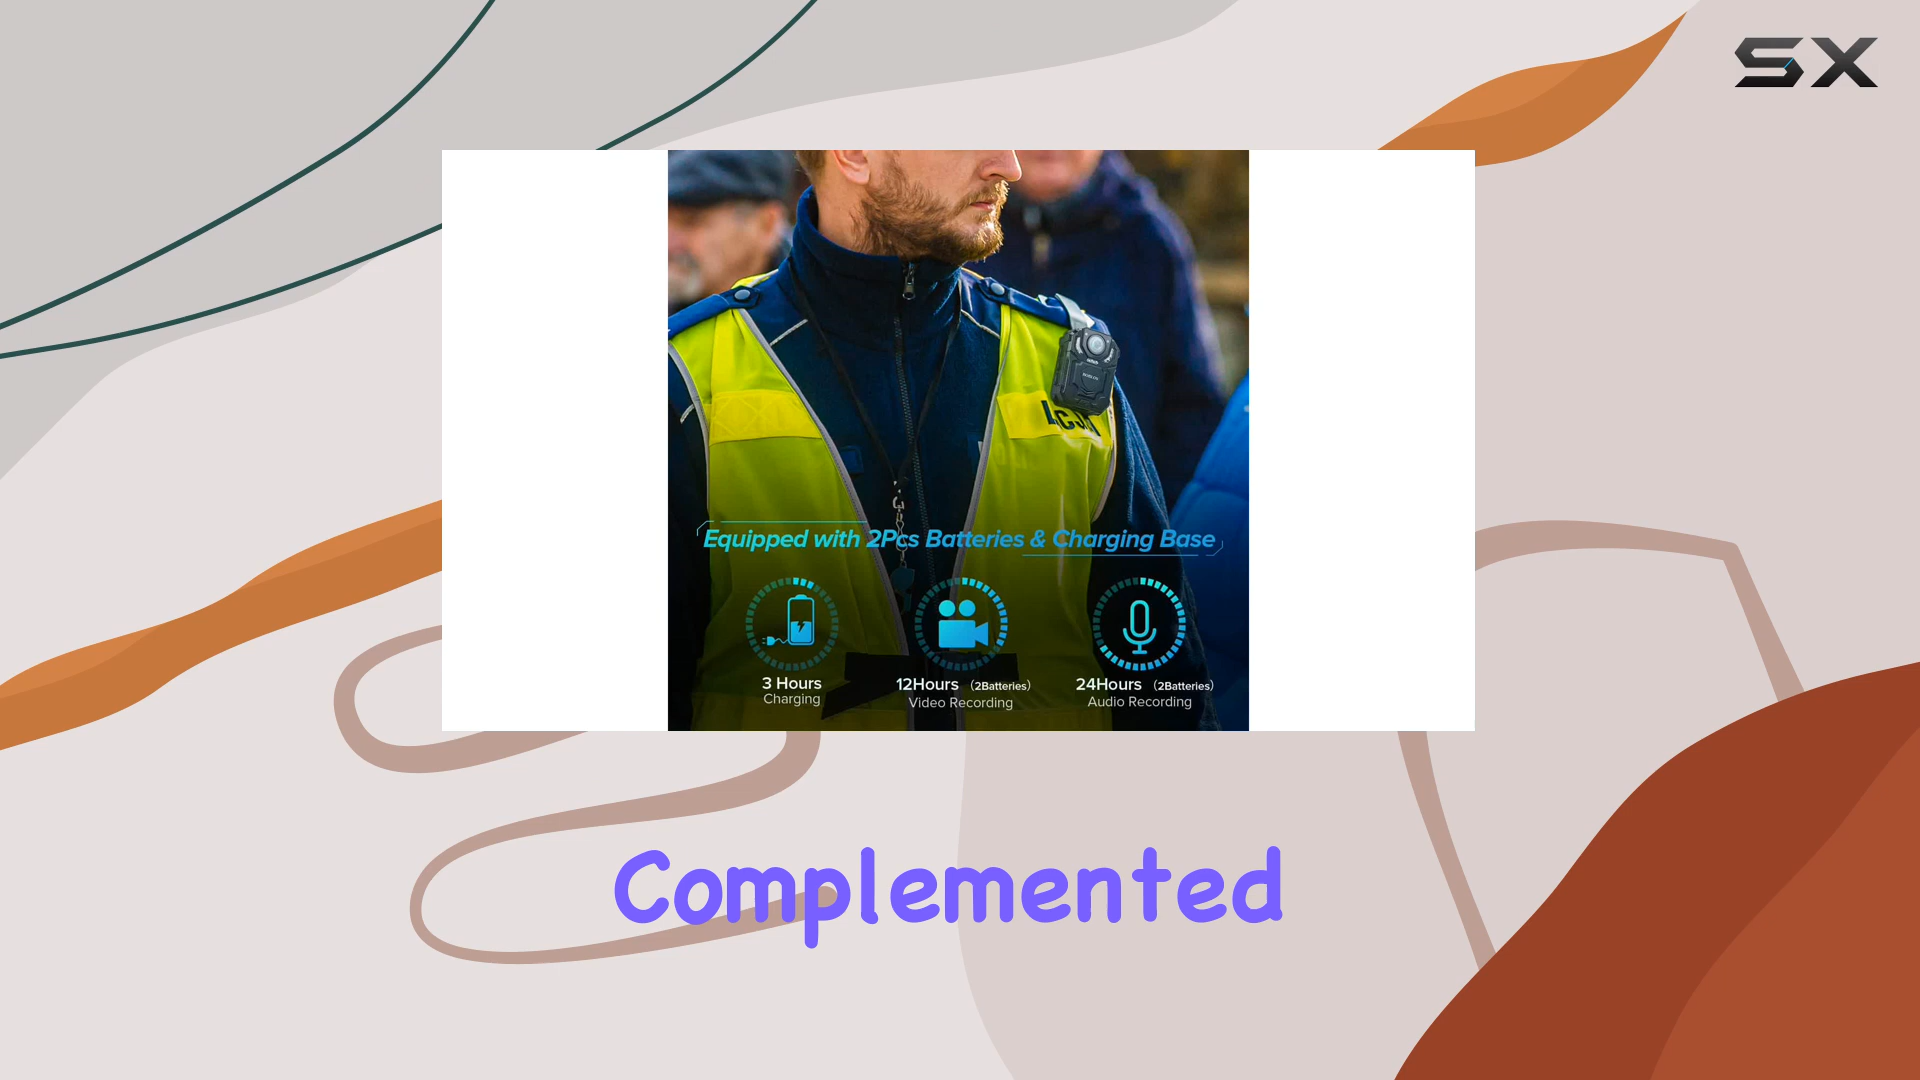 SX
Equipped with 2Pcs Batteries & Charging Base
3 Hours
Charging
12Hours （2Batteries）
Video Recording
24Hours （2Batteries）
Audio Recording
Complemented